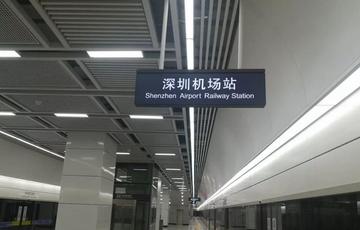 深圳机场站
Shenzhen Airport Railway Station